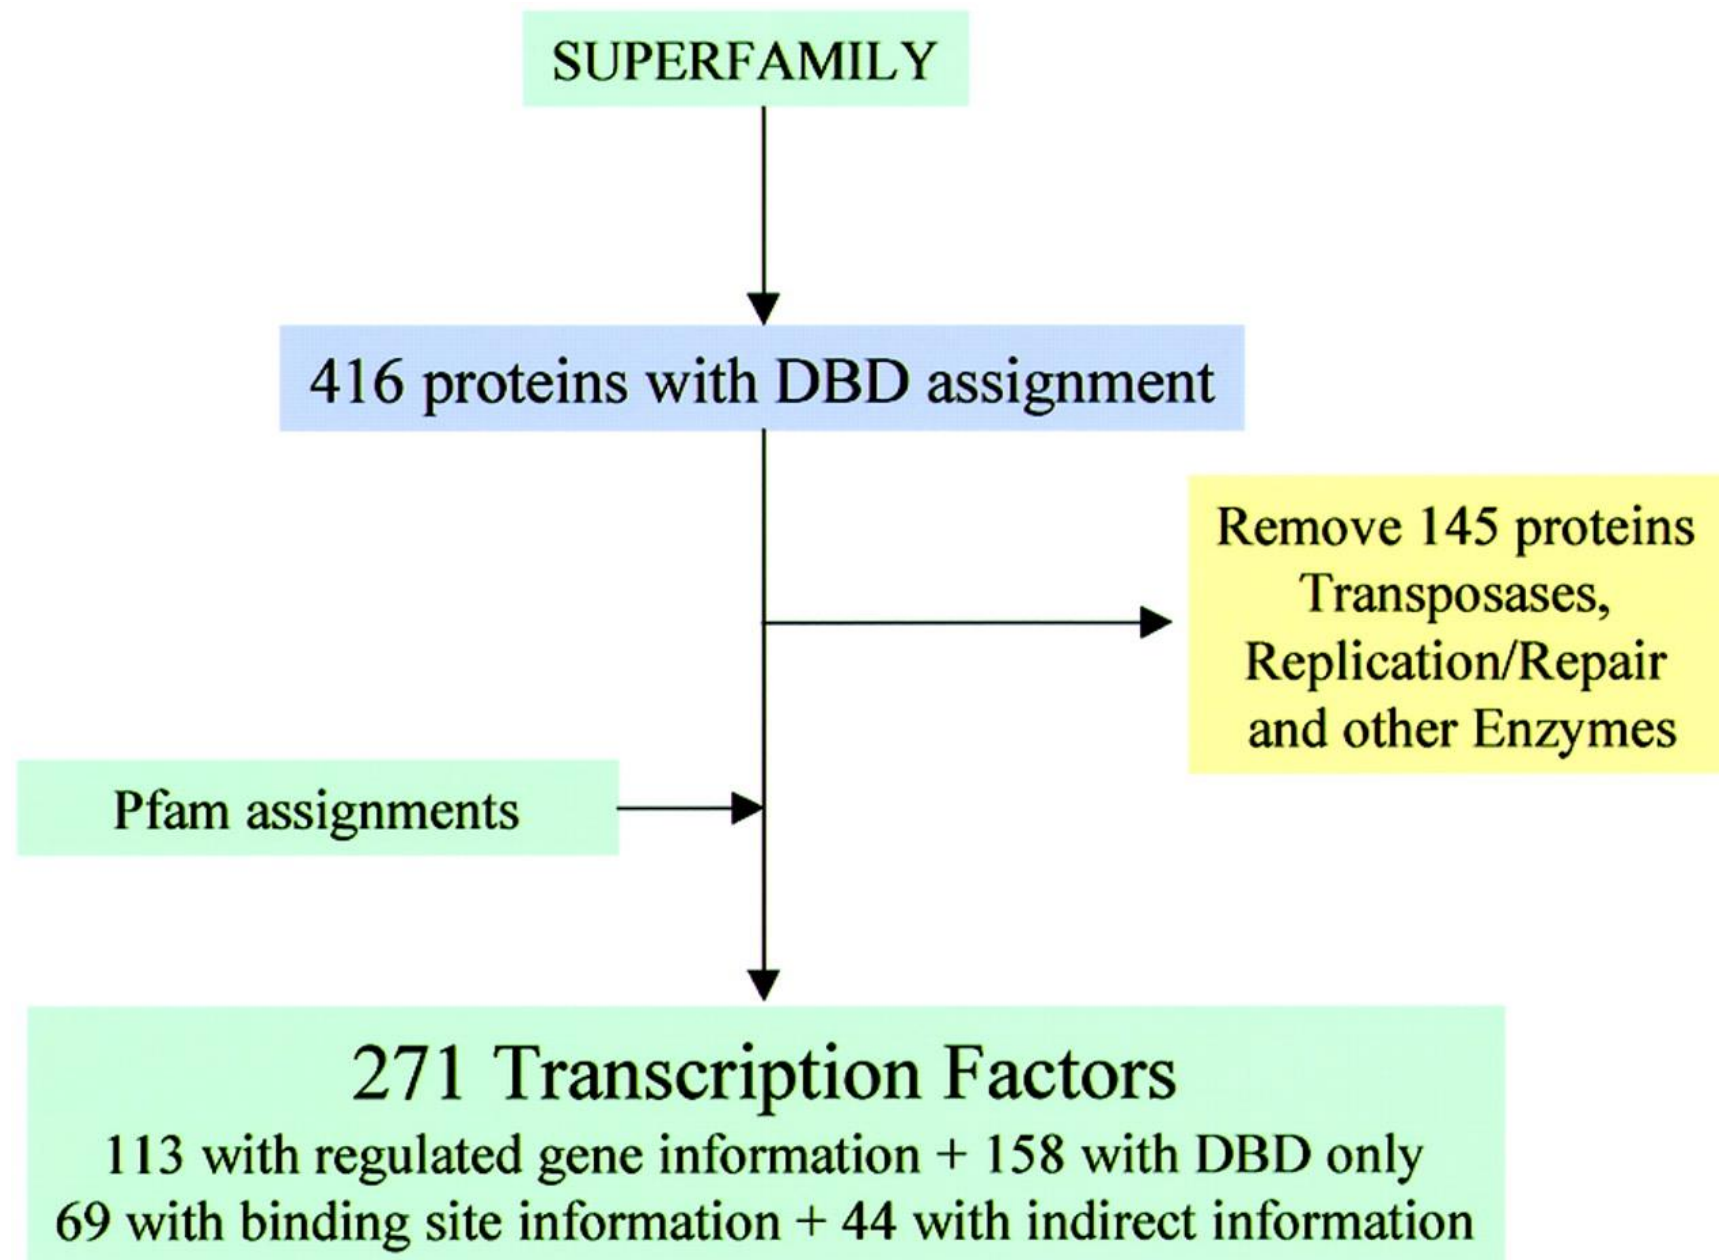 SUPERFAMILY
416 proteins with DBD assignment
Remove 145 proteins
Transposases,
Replication/Repair
and other Enzymes
Pfam assignments
271 Transcription Factors
113 with regulated gene information + 158 with DBD only
69 with binding site information + 44 with indirect information